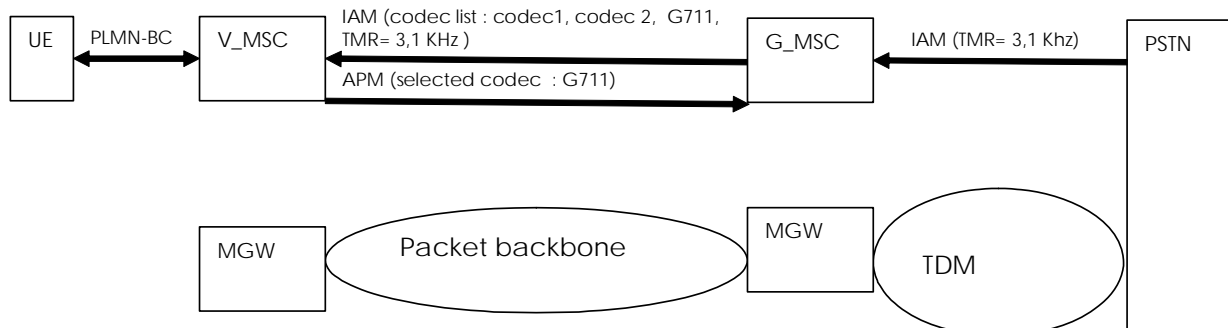 UE
PLMN-BC
V_MSC
IAM (codec list : codec1, codec 2, G711,
TMR= 3,1 KHz )
APM (selected codec : G711)
G_MSC
IAM (TMR= 3,1 Khz)
PSTN
MGW
Packet backbone
MGW
TDM